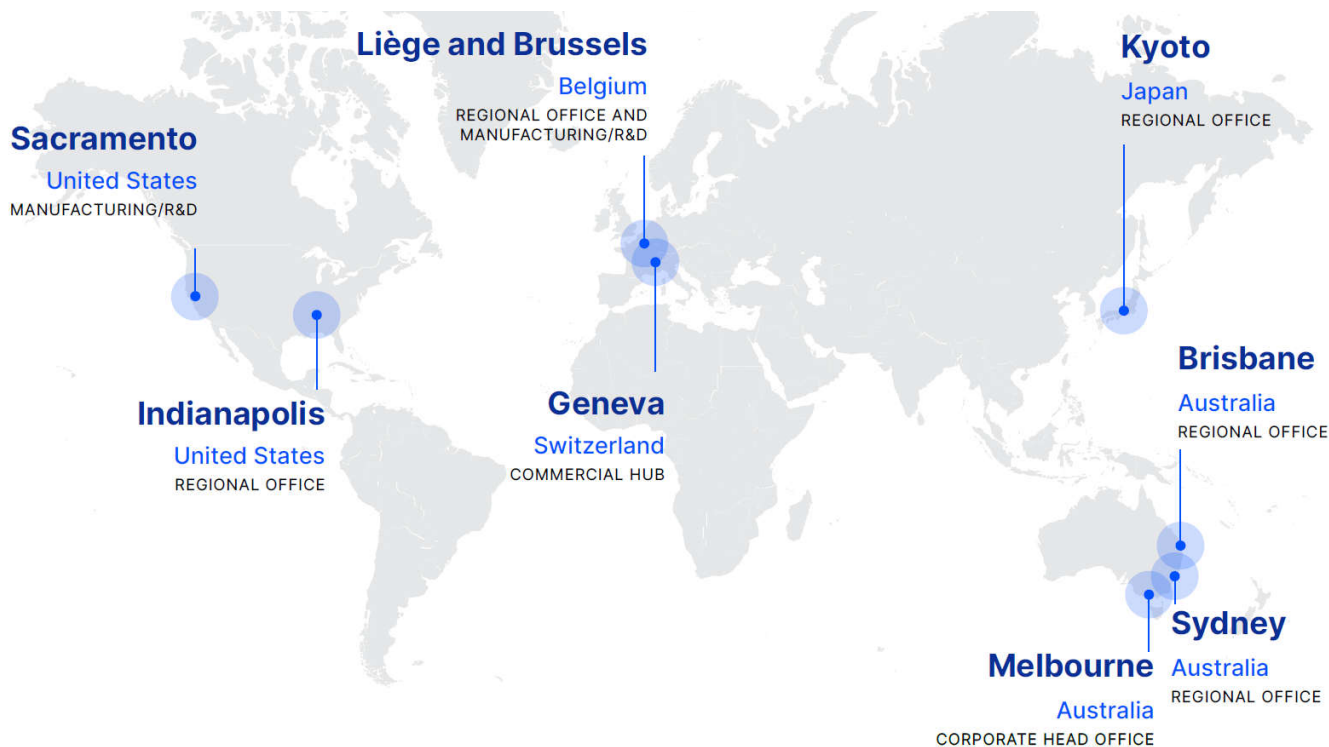 Liège and Brussels
Belgium
REGIONAL OFFICE AND
MANUFACTURING/R&D
Kyoto
Japan
REGIONAL OFFICE
Sacramento
United States
MANUFACTURING/R&D
Brisbane
Australia
REGIONAL OFFICE
Indianapolis
United States
REGIONAL OFFICE
Geneva
Switzerland
COMMERCIAL HUB
Sydney
Australia
REGIONAL OFFICE
Melbourne
Australia
CORPORATE HEAD OFFICE